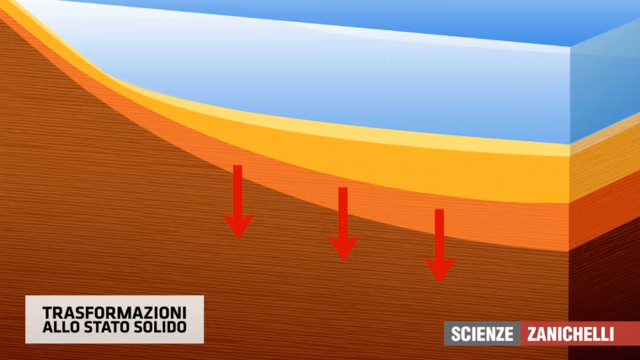 TRASFORMAZIONI
ALLO STATO SOLIDO
SCIENZE ZANICHELLI